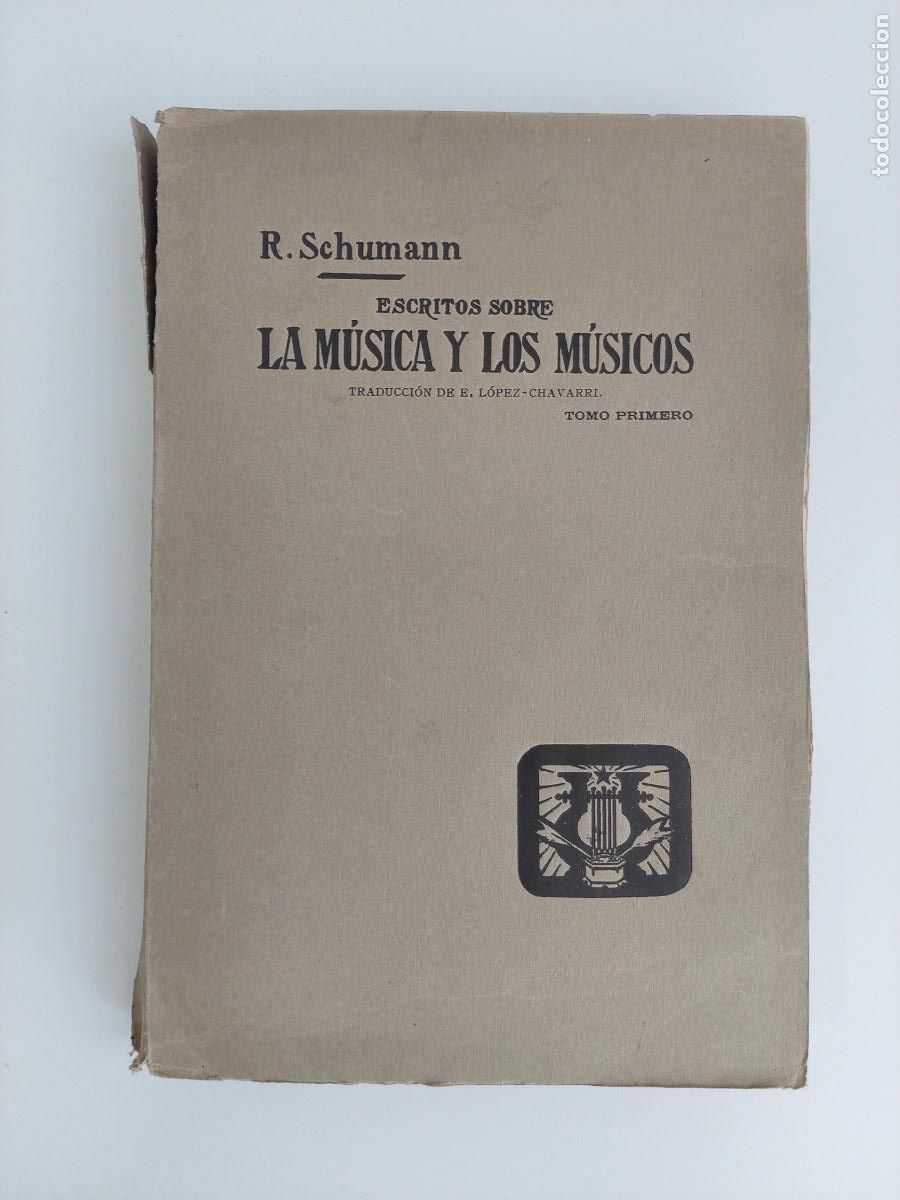 R. Schumann
ESCRITOS SOBRE
LA MÚSICA Y LOS MÚSICOS
TRADUCCIÓN DE E. LÓPEZ-CHAVARRI.
TOMO PRIMERO
todocoleccion